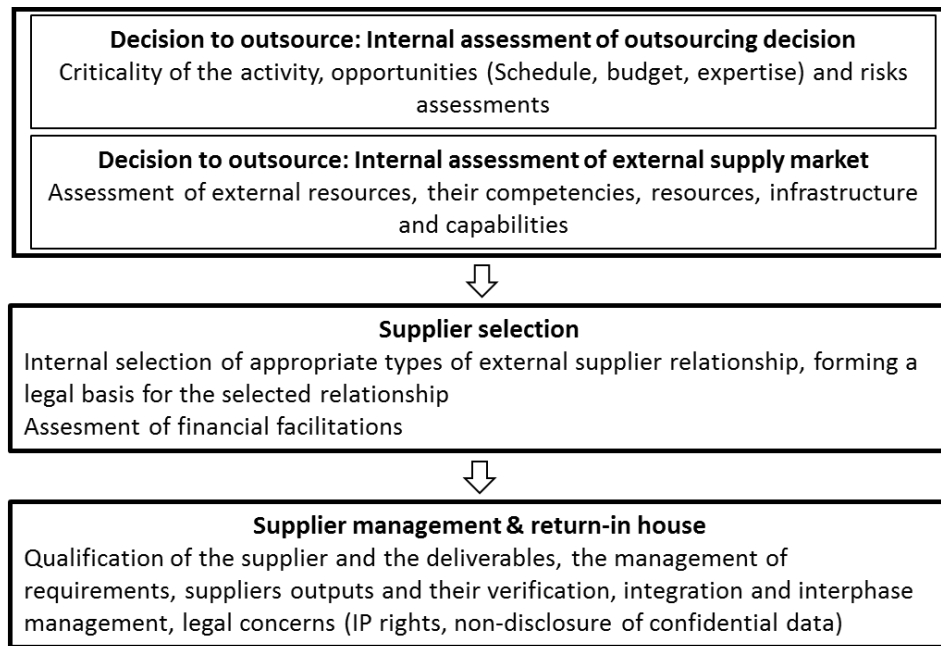 Decision to outsource: Internal assessment of outsourcing decision
Criticality of the activity, opportunities (Schedule, budget, expertise) and risks
assessments
Decision to outsource: Internal assessment of external supply market
Assessment of external resources, their competencies, resources, infrastructure
and capabilities
Supplier selection
Internal selection of appropriate types of external supplier relationship, forming a
legal basis for the selected relationship
Assesment of financial facilitations
Supplier management & return-in house
Qualification of the supplier and the deliverables, the management of
requirements, suppliers outputs and their verification, integration and interphase
management, legal concerns (IP rights, non-disclosure of confidential data)